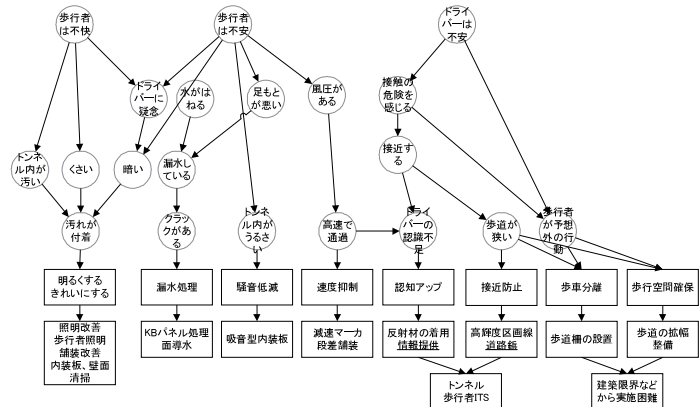 歩行者
は不快
歩行者
は不安
ドライ
バーは
不安
ドライ
バーに
疑念
水がは
ねる
足もと
が悪い
風圧が
ある
接触の
危険を
感じる
トンネ
ル内が
汚い
くさい
暗い
漏水し
ている
接近す
る
汚れが
付着
クラッ
クがあ
る
トンネ
ル内が
うるさ
い
高速で
通過
ドライ
バーの
認識不
足
歩道が
狭い
歩行者
が予想
外の行
動
明るくする
きれいにする
漏水処理
騒音低減
速度抑制
認知アップ
接近防止
歩車分離
歩行空間確保
照明改善
歩行者照明
舗装改善
内装板、壁面
清掃
KBパネル処理
面導水
吸音型内装板
減速マーカ
段差舗装
反射材の着用
情報提供
高輝度区画線
道路鋲
歩道柵の設置
歩道の拡幅
整備
トンネル
歩行者ITS
建築限界など
から実施困難